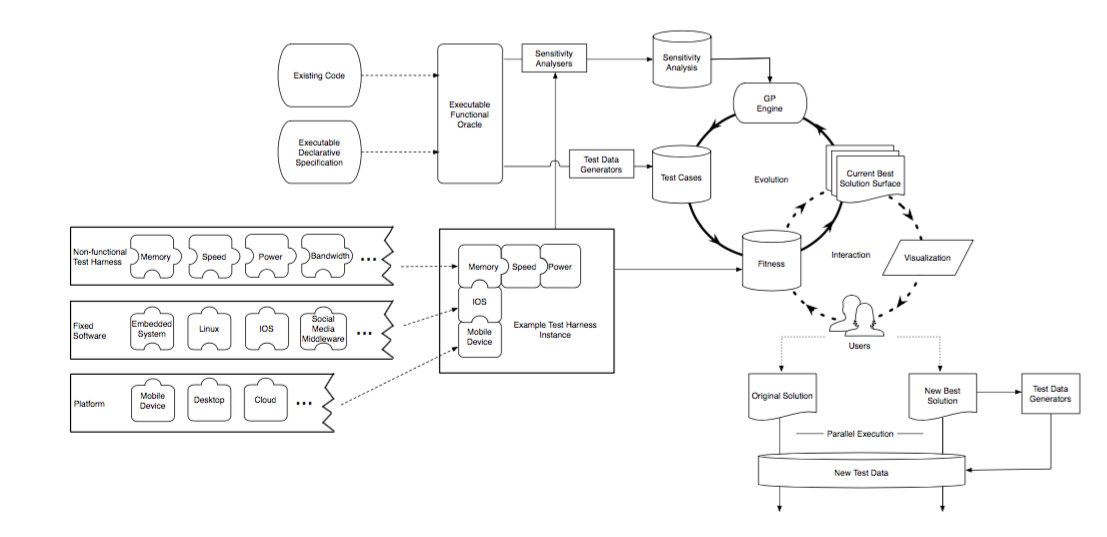 Existing Code
Executable
Declarative
Specification
Executable
Functional
Oracle
Sensitivity
Analysers
Sensitivity
Analysis
GP
Engine
Test Data
Generators
Test Cases
Evolution
Current Best
Solution Surface
Non-functional
Test Harness
Memory
Speed
Power
Bandwidth
...
Fixed
Software
Embedded
System
Linux
IOS
Social
Media
Middleware
...
Platform
Mobile
Device
Desktop
Cloud
...
Memory
Speed
Power
IOS
Mobile
Device
Example Test Harness
Instance
Fitness
Interaction
Visualization
Users
Original Solution
New Best
Solution
Test Data
Generators
Parallel Execution
New Test Data